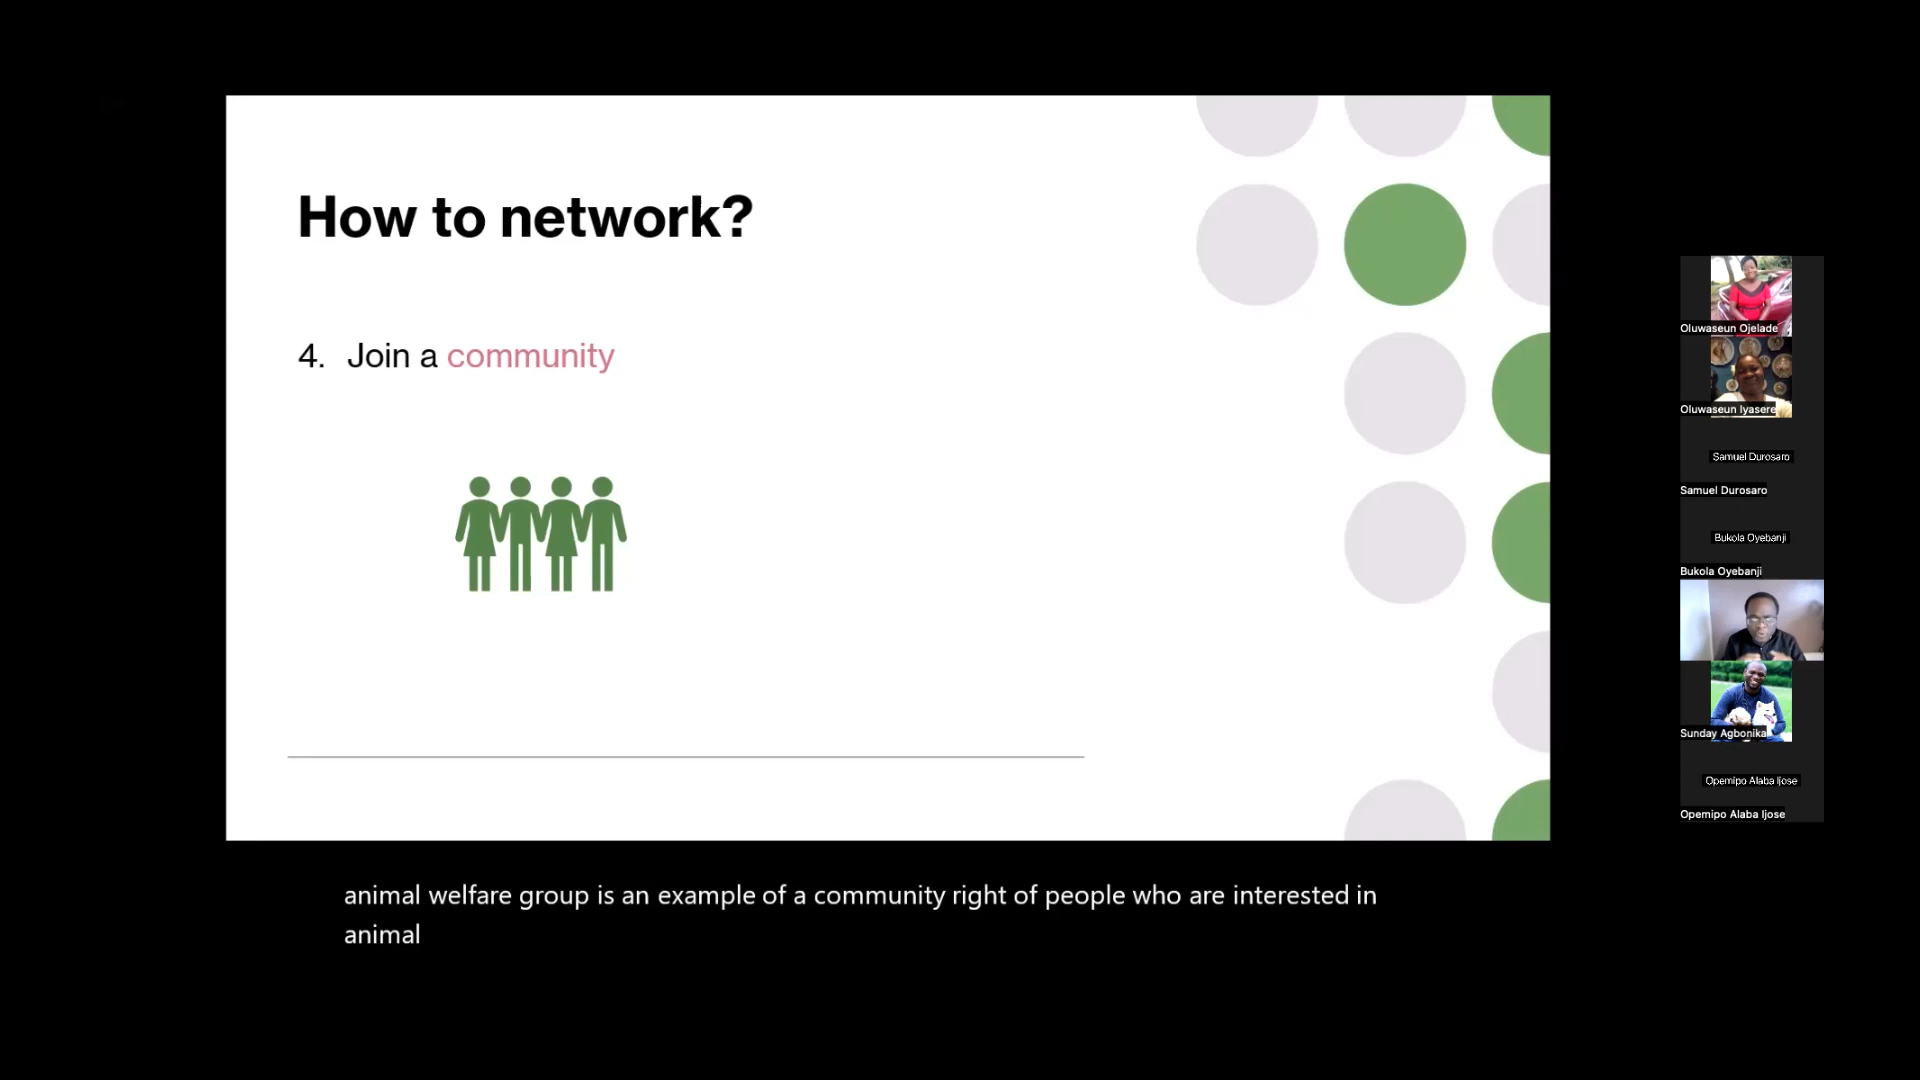 How to network?
4. Join a community
Oluwaseun Ojelade
Oluwaseun Iyasere
Samuel Durosaro
Samuel Durosaro
Bukola Oyebanji
Bukola Oyebanji
Sunday Agbonika
Opemipo Alaba Ijose
Opemipo Alaba Ijose
animal welfare group is an example of a community right of people who are interested in
animal